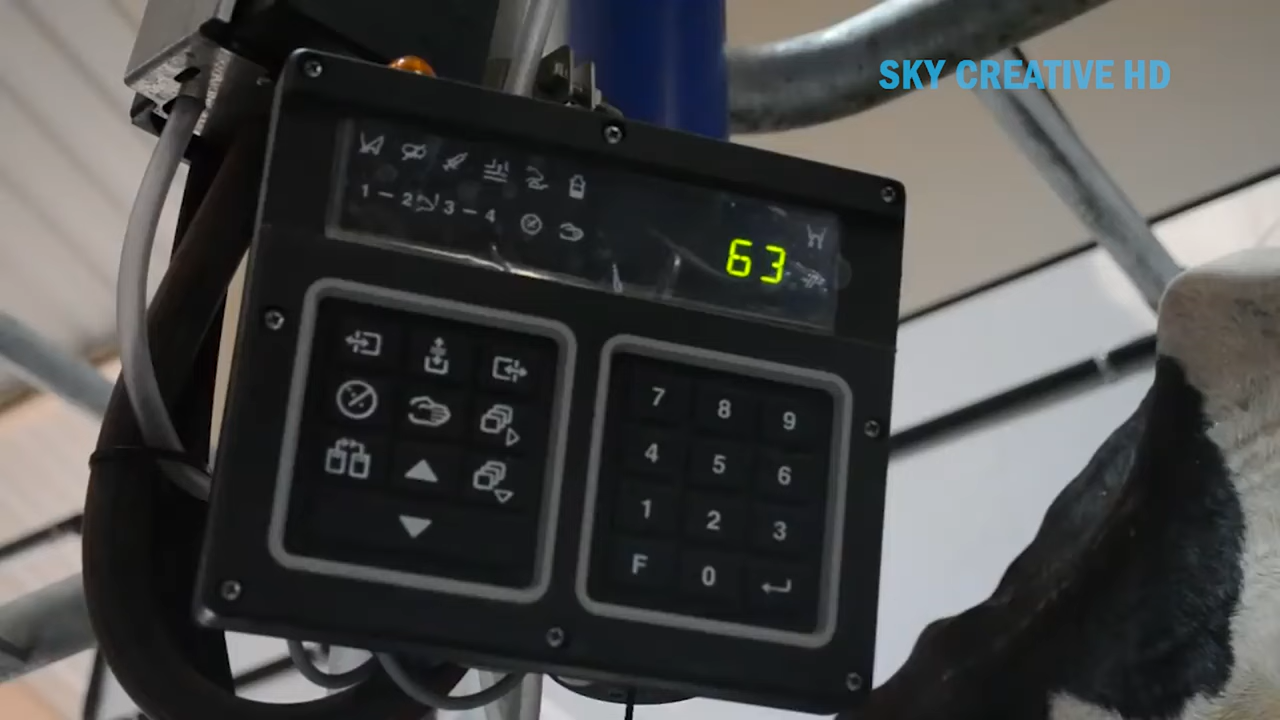 SKY CREATIVE HD
1 – 2 3 – 4
63
7 8 9
4 5 6
1 2 3
F 0